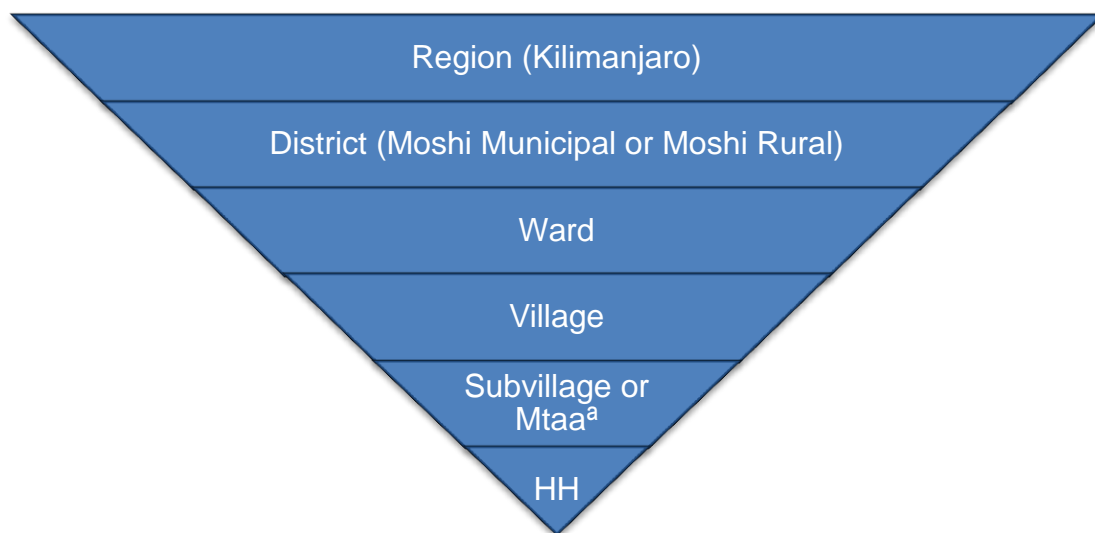 Region (Kilimanjaro)
District (Moshi Municipal or Moshi Rural)
Ward
Village
Subvillage or
Mtaaª
HH